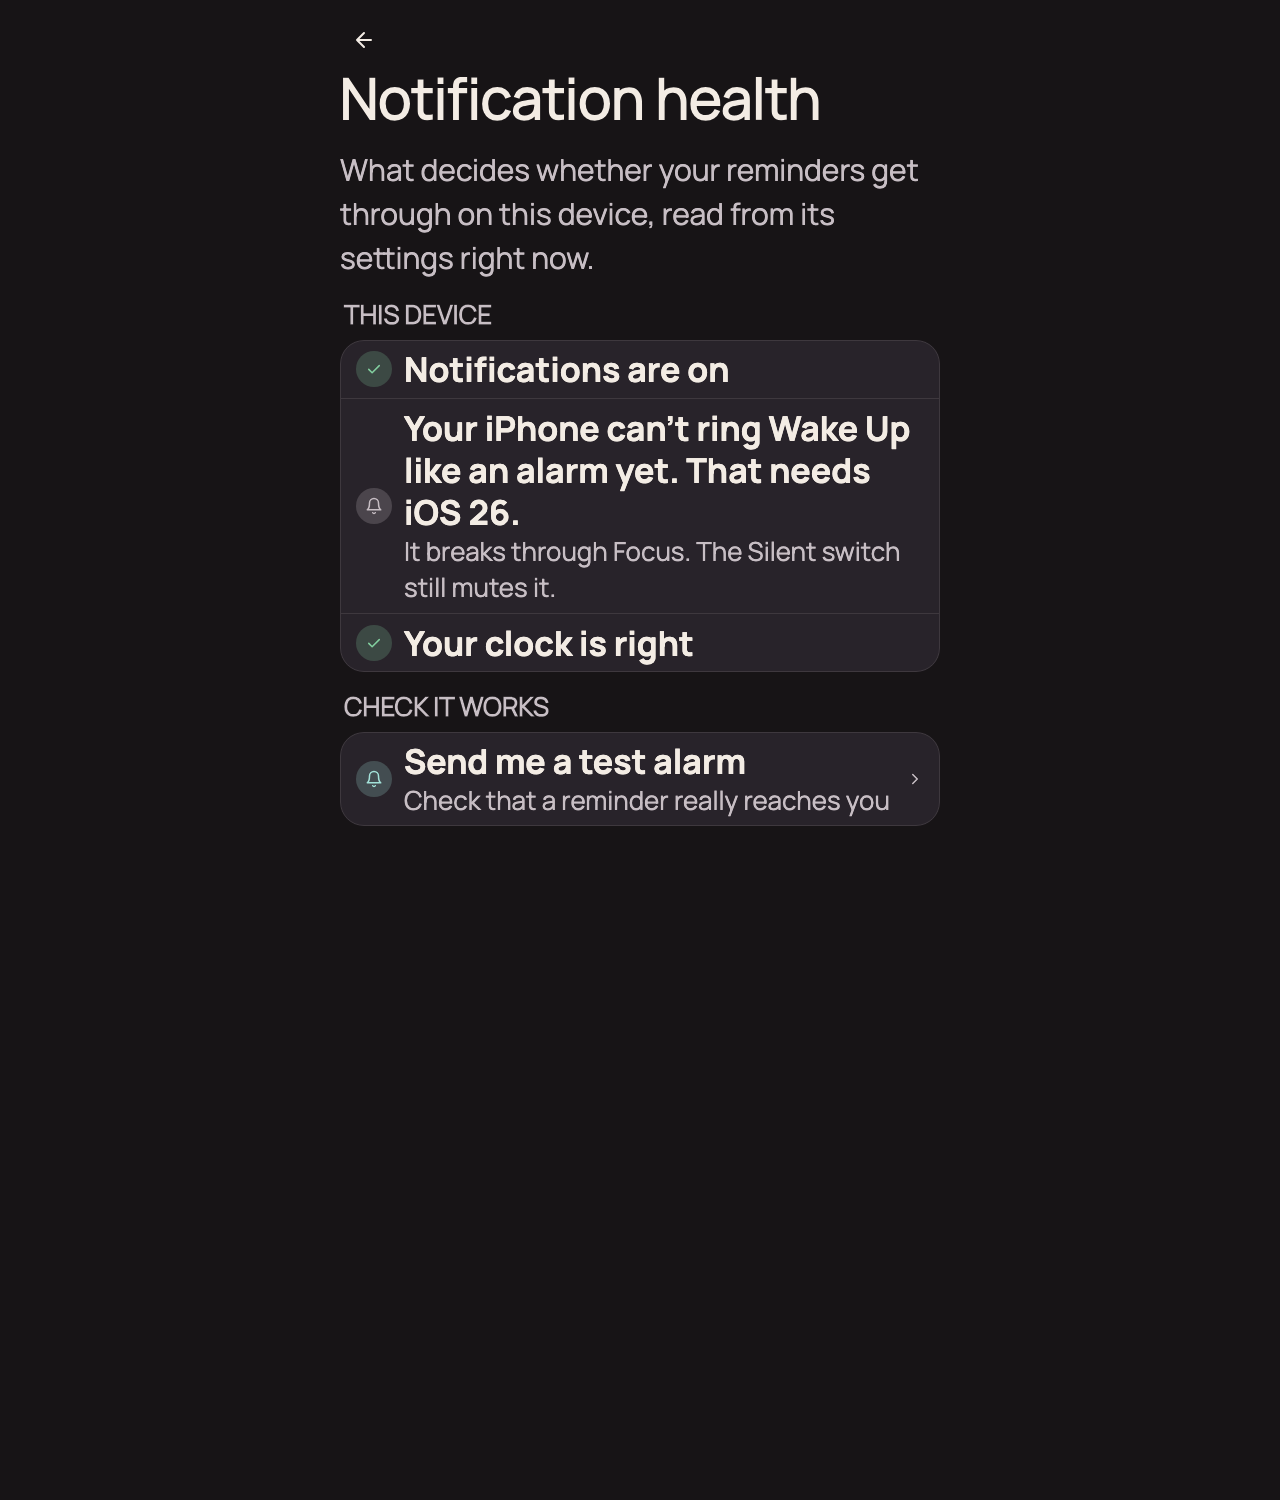 Notification health
What decides whether your reminders get
through on this device, read from its
settings right now.
THIS DEVICE
Notifications are on
Your iPhone can’t ring Wake Up
like an alarm yet. That needs
iOS 26.
It breaks through Focus. The Silent switch
still mutes it.
Your clock is right
CHECK IT WORKS
Send me a test alarm
Check that a reminder really reaches you